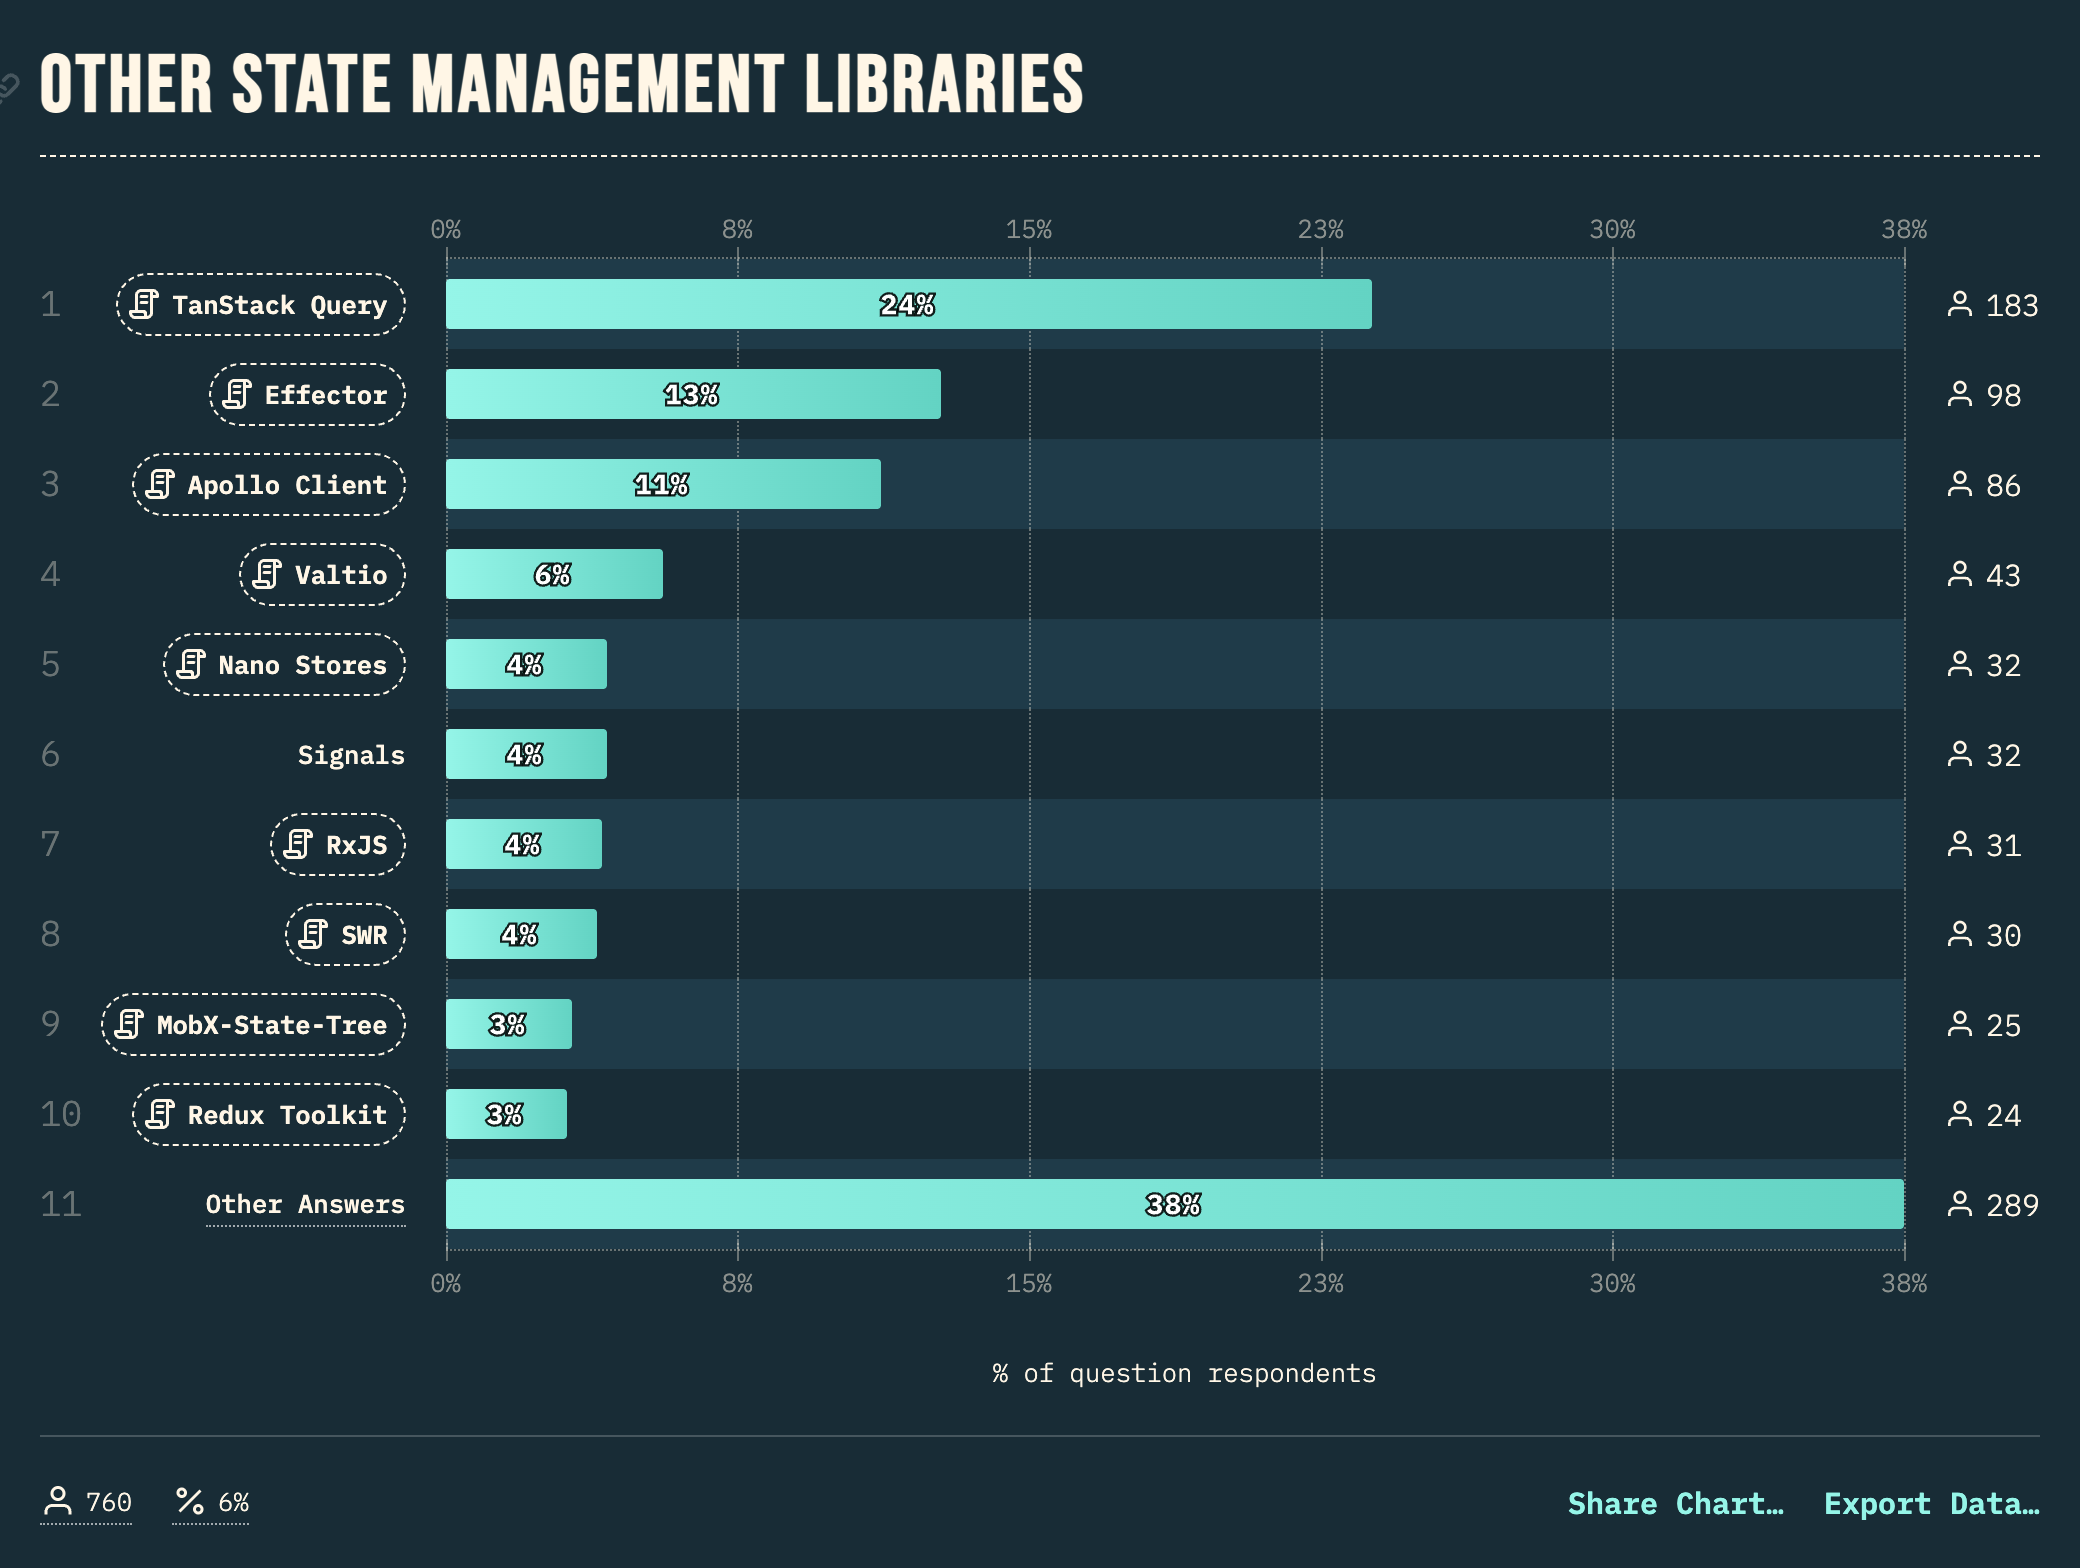 OTHER STATE MANAGEMENT LIBRARIES
0% 8% 15% 23% 30% 38%
1 TanStack Query 24% 183
2 Effector 13% 98
3 Apollo Client 11% 86
4 Valtio 6% 43
5 Nano Stores 4% 32
6 Signals 4% 32
7 RxJS 4% 31
8 SWR 4% 30
9 MobX-State-Tree 3% 25
10 Redux Toolkit 3% 24
11 Other Answers 38% 289
0% 8% 15% 23% 30% 38%
% of question respondents
760 % 6% Share Chart… Export Data…